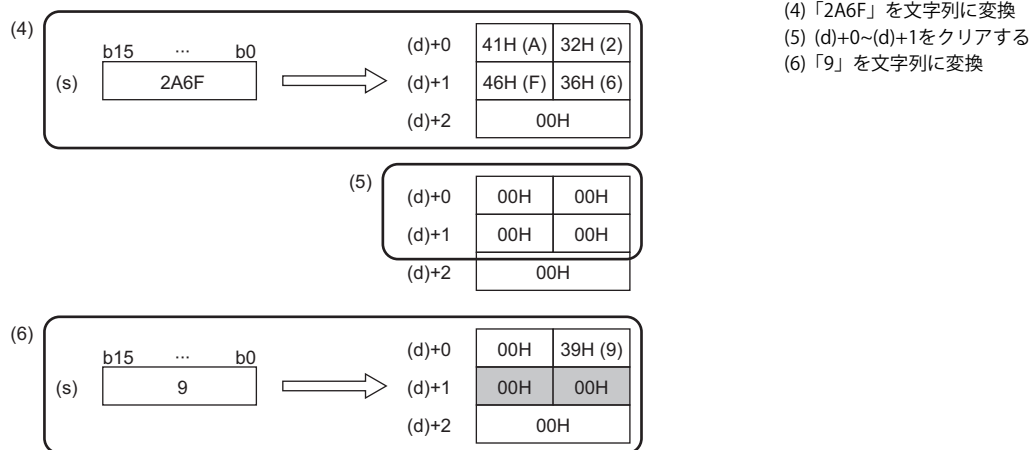 (4)
b15 ··· b0
(s) 2A6F
(d)+0 41H (A) 32H (2)
(d)+1 46H (F) 36H (6)
(d)+2 00H
(5)
(d)+0 00H 00H
(d)+1 00H 00H
(d)+2 00H
(6)
b15 ··· b0
(s) 9
(d)+0 00H 39H (9)
(d)+1 00H 00H
(d)+2 00H
(4)「2A6F」を文字列に変換
(5) (d)+0~(d)+1をクリアする
(6)「9」を文字列に変換